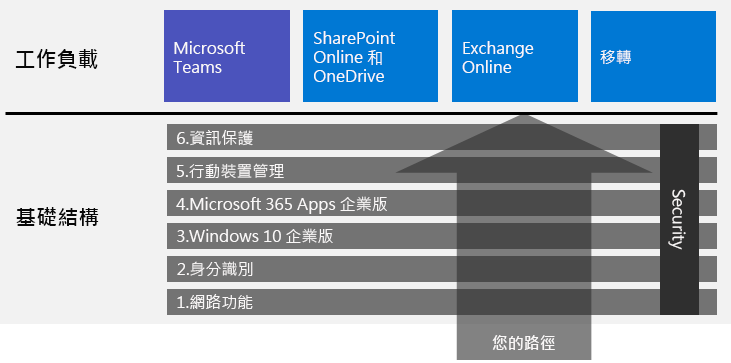 工作負載
Microsoft
Teams
SharePoint
Online 和
OneDrive
Exchange
Online
移轉
基礎結構
6.資訊保護
5.行動裝置管理
4.Microsoft 365 Apps 企業版
3.Windows 10 企業版
2.身分識別
1.網路功能
Security
您的路徑